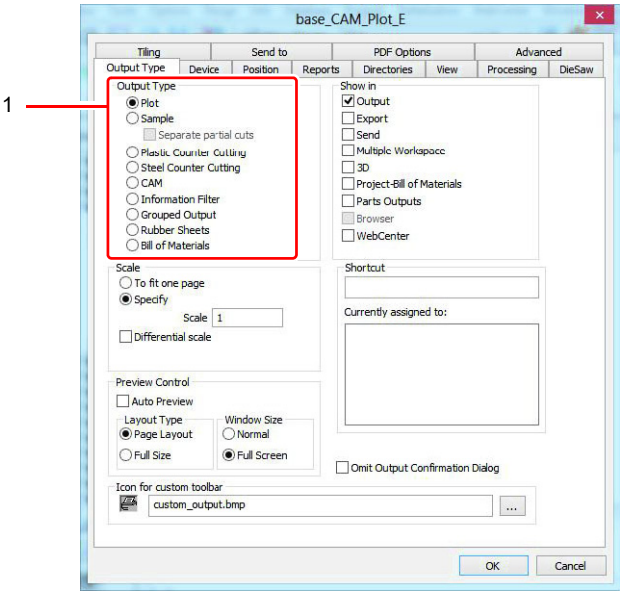 base_CAM_Plot_E
×
Tiling
Send to
PDF Options
Advanced
Output Type
Device
Position
Reports
Directories
View
Processing
DieSaw
1
Output Type
Plot
Sample
Separate partial cuts
Plastic Counter Cutting
Steel Counter Cutting
CAM
Information Filter
Grouped Output
Rubber Sheets
Bill of Materials
Show in
Output
Export
Send
Multiple Workspace
3D
Project-Bill of Materials
Parts Outputs
Browser
WebCenter
Scale
To fit one page
Specify
Scale 1
Differential scale
Shortcut
Currently assigned to:
Preview Control
Auto Preview
Layout Type
Page Layout
Full Size
Window Size
Normal
Full Screen
Omit Output Confirmation Dialog
Icon for custom toolbar
custom_output.bmp
...
OK
Cancel